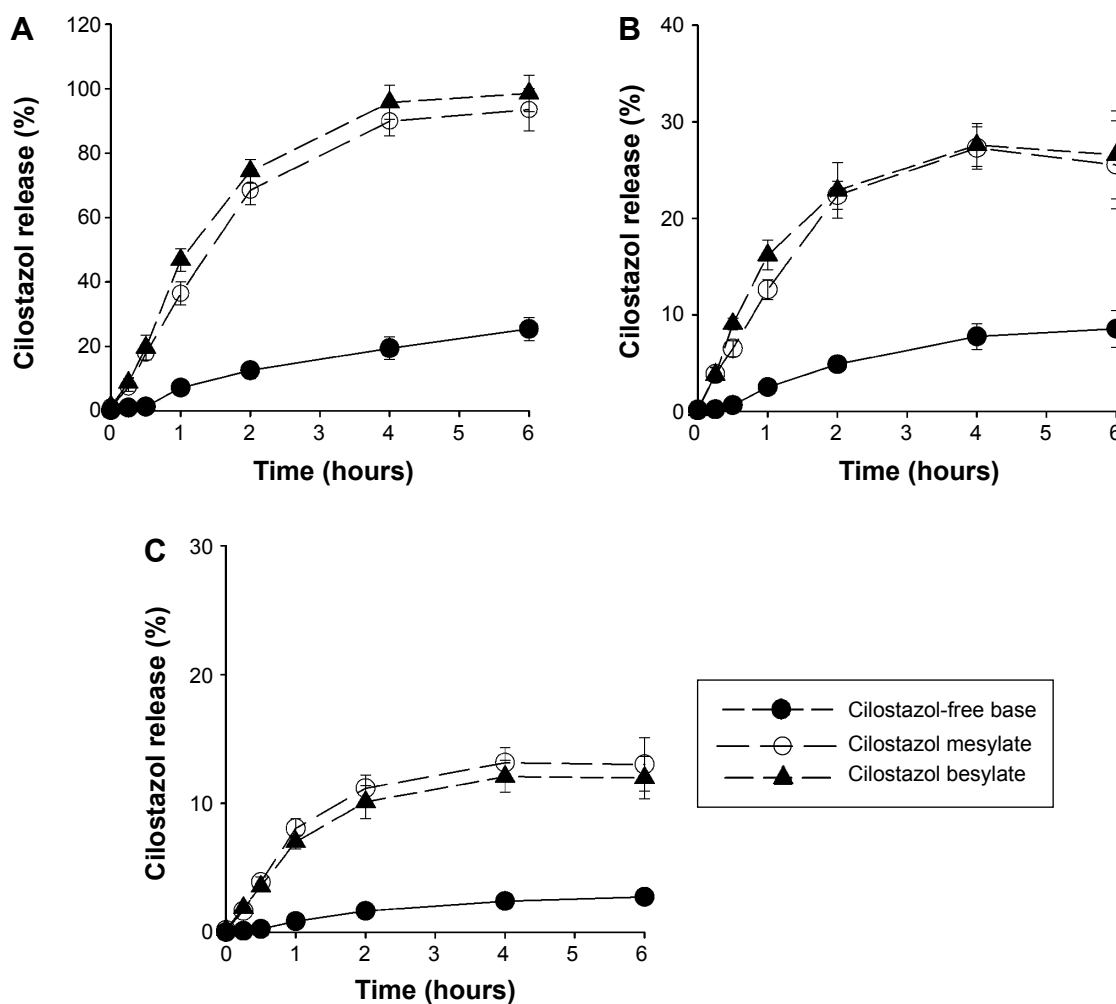 A
Cilostazol release (%)
120
100
80
60
40
20
0
0 1 2 3 4 5 6
Time (hours)
B
Cilostazol release (%)
40
30
20
10
0
0 1 2 3 4 5 6
Time (hours)
C
Cilostazol release (%)
30
20
10
0
0 1 2 3 4 5 6
Time (hours)
Cilostazol-free base
Cilostazol mesylate
Cilostazol besylate